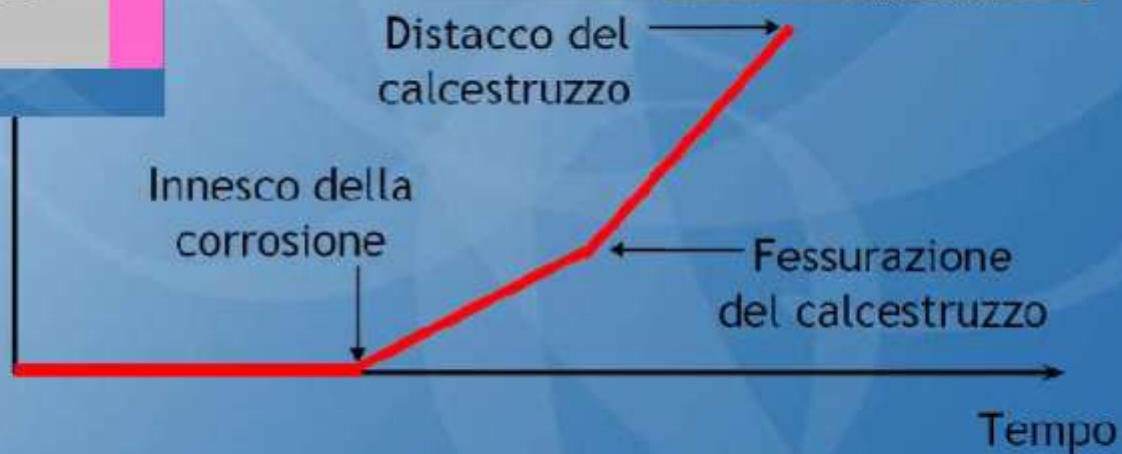 Distacco del
calcestruzzo
Innesco della
corrosione
Fessurazione
del calcestruzzo
Tempo